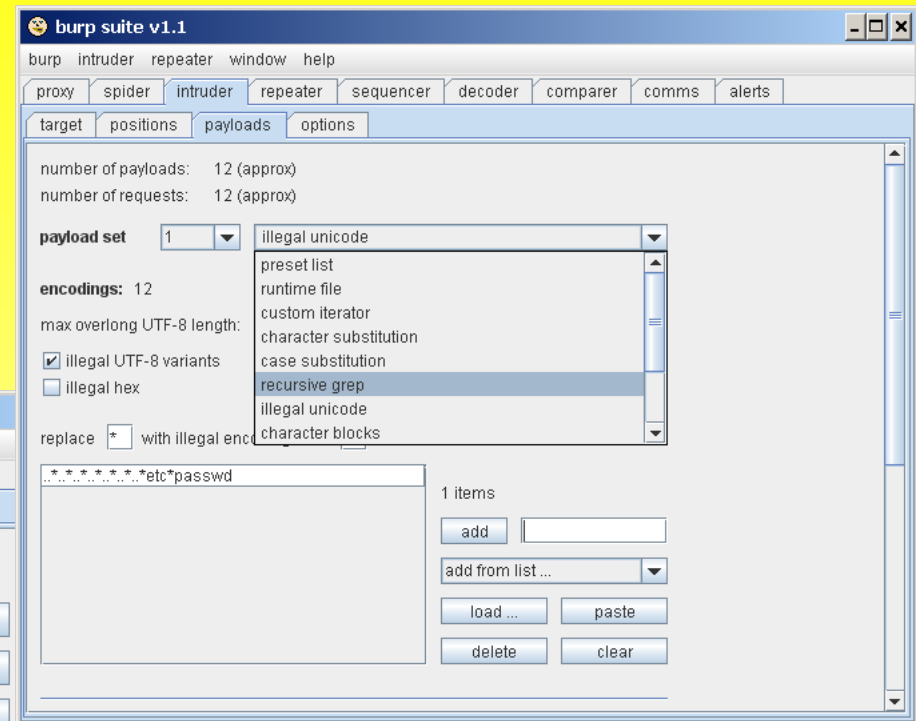 burp suite v1.1
burp intruder repeater window help
proxy spider intruder repeater sequencer decoder comparer comms alerts
target positions payloads options
number of payloads: 12 (approx)
number of requests: 12 (approx)
payload set 1 illegal unicode
preset list
encodings: 12
runtime file
custom iterator
max overlong UTF-8 length:
character substitution
illegal UTF-8 variants
case substitution
illegal hex
recursive grep
illegal unicode
replace * with illegal
character blocks
..*..*..*..*..*..*..*etc*passwd
1 items
add
add from list ...
load ... paste
delete clear